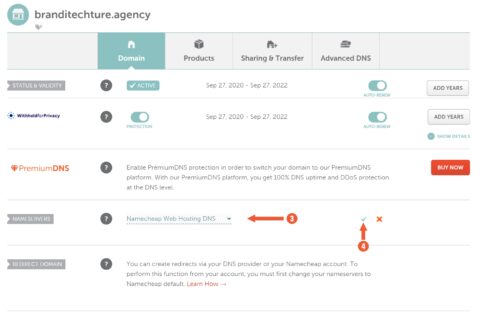 branditechture.agency
Domain
Products
Sharing & Transfer
Advanced DNS
STATUS & VALIDITY
?
ACTIVE
Sep 27, 2020 - Sep 27, 2022
AUTO-RENEW
ADD YEARS
WithheldforPrivacy
?
PROTECTION
Sep 27, 2020 - Sep 27, 2022
AUTO-RENEW
ADD YEARS
SHOW DETAILS
PremiumDNS
?
Enable PremiumDNS protection in order to switch your domain to our PremiumDNS
platform. With our PremiumDNS platform, you get 100% DNS uptime and DDoS protection
at the DNS level.
BUY NOW
NAMESERVERS
?
Namecheap Web Hosting DNS
3
4
REDIRECT DOMAIN
?
You can create redirects via your DNS provider or your Namecheap account. To
perform this function from your account, you must first change your nameservers to
Namecheap default. Learn How →